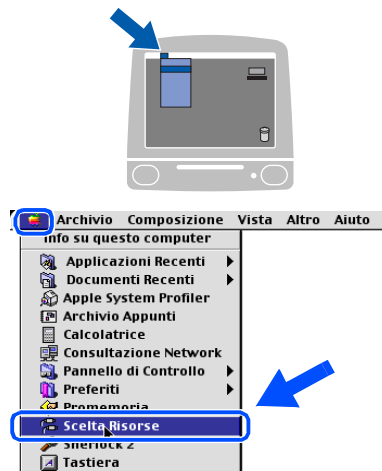 Archivio Composizione Vista Altro Aiuto
Info su questo computer
Applicazioni Recenti
Documenti Recenti
Apple System Profiler
Archivio Appunti
Calcolatrice
Consultazione Network
Pannello di Controllo
Preferiti
Promemoria
Scelta Risorse
Sherlock 2
Tastiera